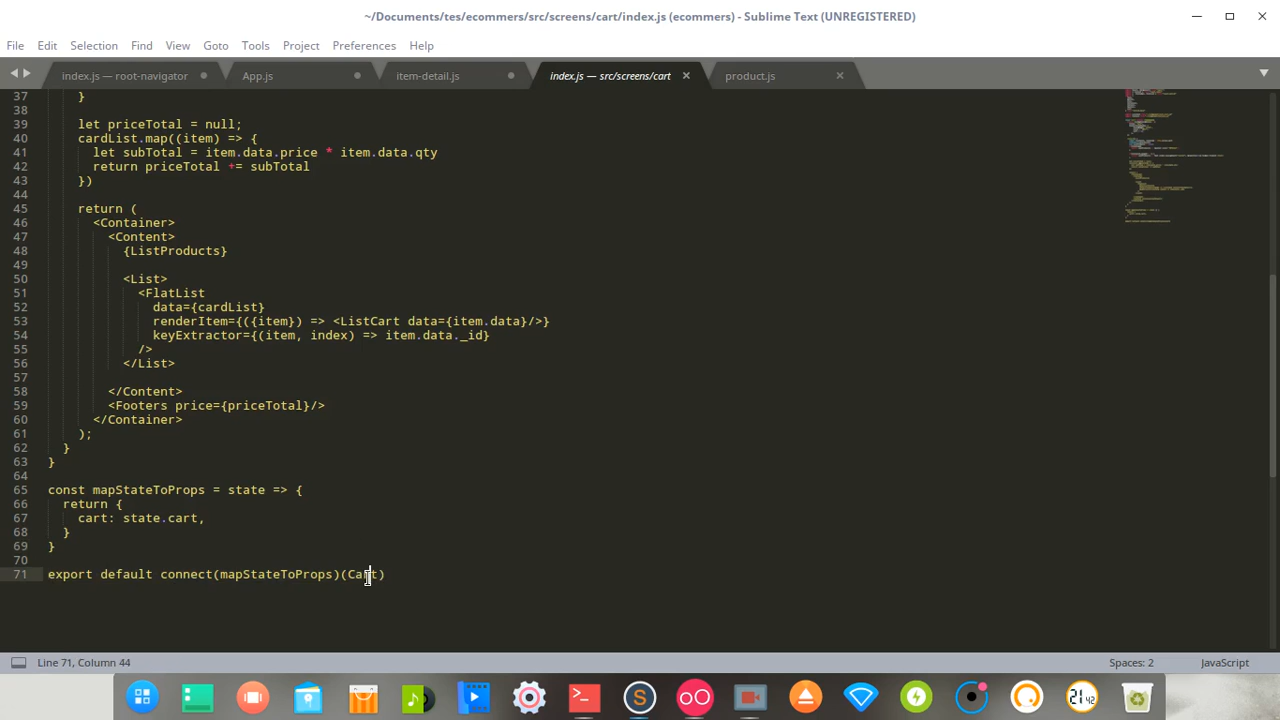 ~/Documents/tes/ecommers/src/screens/cart/index.js (ecommers) - Sublime Text (UNREGISTERED)
File Edit Selection Find View Goto Tools Project Preferences Help
index.js — root-navigator App.js item-detail.js index.js — src/screens/cart product.js
37 }
38
39 let priceTotal = null;
40 cardList.map((item) => {
41 let subTotal = item.data.price * item.data.qty
42 return priceTotal += subTotal
43 })
44
45 return (
46 <Container>
47 <Content>
48 {ListProducts}
49
50 <List>
51 <FlatList
52 data={cardList}
53 renderItem={({item}) => <ListCart data={item.data}/>}
54 keyExtractor={(item, index) => item.data._id}
55 />
56 </List>
57
58 </Content>
59 <Footers price={priceTotal}/>
60 </Container>
61 );
62 }
63 }
64
65 const mapStateToProps = state => {
66 return {
67 cart: state.cart,
68 }
69 }
70
71 export default connect(mapStateToProps)(Cart)
Line 71, Column 44 Spaces: 2 JavaScript
21 42